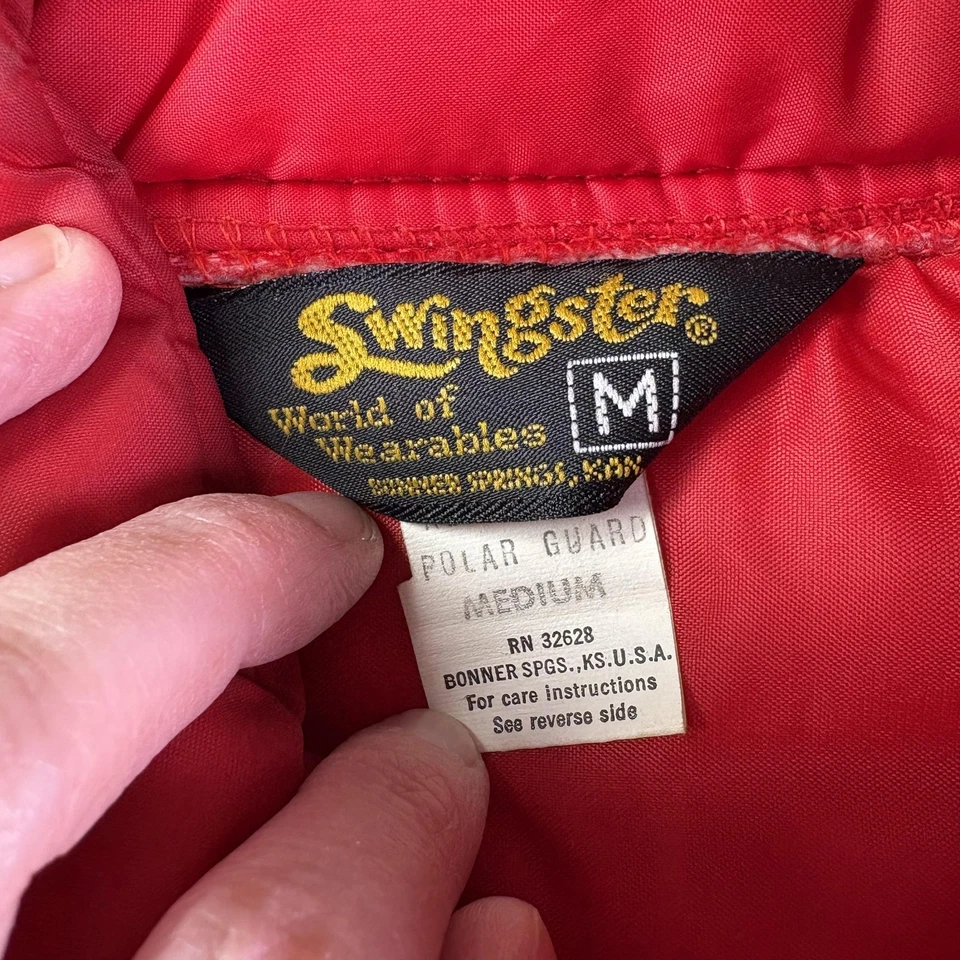 Swingster®
M
World of
Wearables
BONNER SPRINGS, KAN.
POLAR GUARD
MEDIUM
RN 32628
BONNER SPGS.,KS.U.S.A.
For care instructions
See reverse side